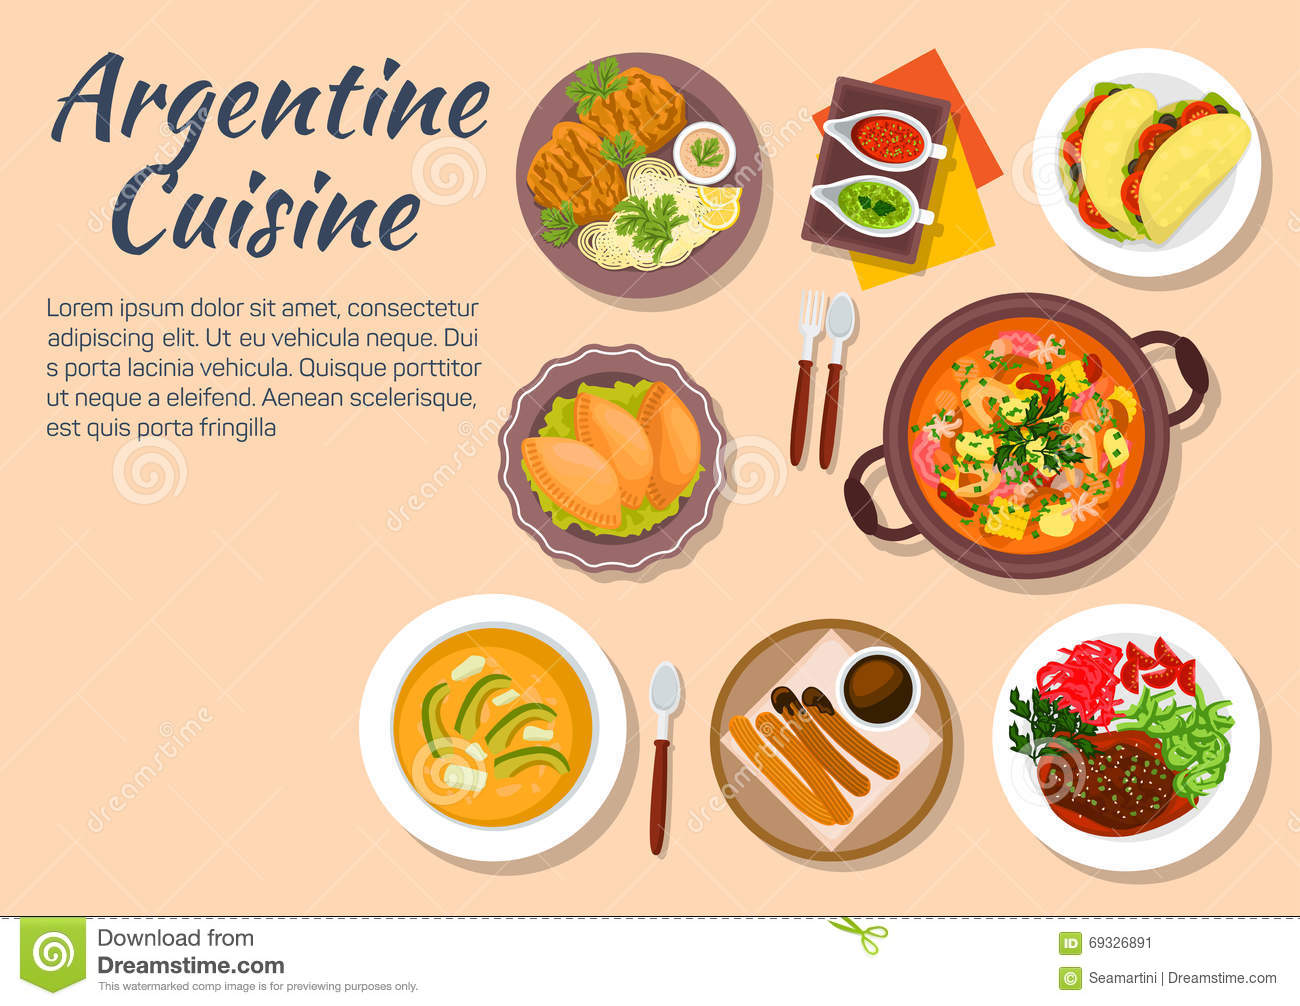 Argentine
Cuisine
Lorem ipsum dolor sit amet, consectetur
adipiscing elit. Ut eu vehicula neque. Dui
s porta lacinia vehicula. Quisque porttitor
ut neque a eleifend. Aenean scelerisque,
est quis porta fringilla
dreamstime
Download from
Dreamstime.com
This watermarked comp image is for previewing purposes only.
ID 69326891
© Seamartini | Dreamstime.com